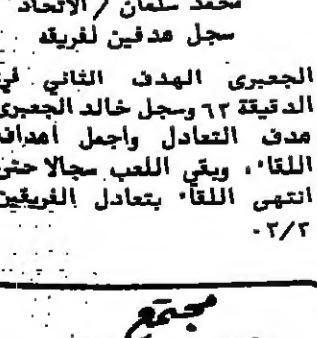 محمد سلمان / الاتحاد
سجل هدفين لفريقه
الجعبري الهدف الثاني في
الدقيقة ٦٢ وسجل خالد الجعبري
هدف التعادل واجمل اهداف
اللقاء، وبقي اللعب سجالا حتى
انتهى اللقاء بتعادل الفريقين
٢/٢.
مجتمع